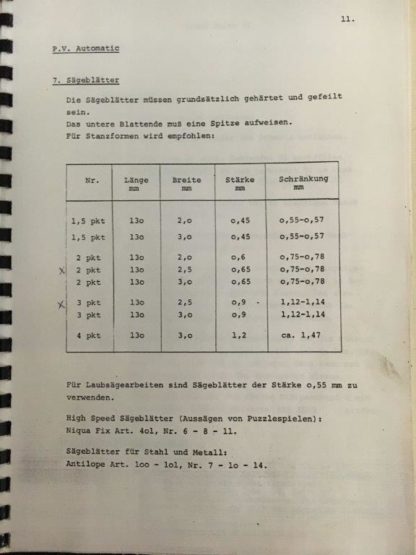 11.
P.V. Automatic
7. Sägeblätter
Die Sägeblätter müssen grundsätzlich gehärtet und gefeilt
sein.
Das untere Blattende muß eine Spitze aufweisen.
Für Stanzformen wird empfohlen:
Nr. Länge Breite Stärke Schränkung
mm mm mm mm
1,5 pkt 13o 2,o o,45 o,55-o,57
1,5 pkt 13o 3,o o,45 o,55-o,57
2 pkt 13o 2,o o,6 o,75-o,78
x 2 pkt 13o 2,5 o,65 o,75-o,78
2 pkt 13o 3,o o,65 o,75-o,78
x 3 pkt 13o 2,5 o,9 1,12-1,14
3 pkt 13o 3,o o,9 1,12-1,14
4 pkt 13o 3,o 1,2 ca. 1,47
Für Laubsägearbeiten sind Sägeblätter der Stärke o,55 mm zu
verwenden.
High Speed Sägeblätter (Aussägen von Puzzlespielen):
Niqua Fix Art. 4o1, Nr. 6 - 8 - 11.
Sägeblätter für Stahl und Metall:
Antilope Art. 1oo - 1o1, Nr. 7 - 1o - 14.